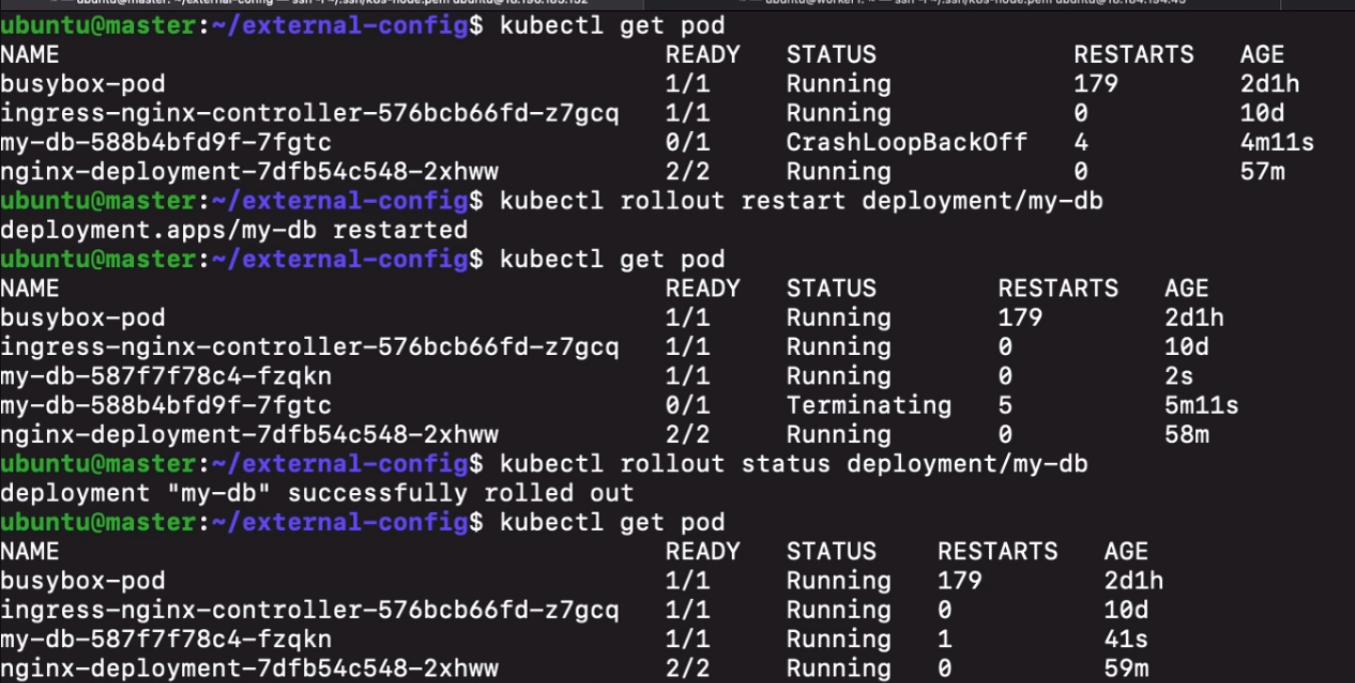 ubuntu@master:~/external-config$ kubectl get pod
NAME READY STATUS RESTARTS AGE
busybox-pod 1/1 Running 179 2d1h
ingress-nginx-controller-576bcb66fd-z7gcq 1/1 Running 0 10d
my-db-588b4bfd9f-7fgtc 0/1 CrashLoopBackOff 4 4m11s
nginx-deployment-7dfb54c548-2xhww 2/2 Running 0 57m
ubuntu@master:~/external-config$ kubectl rollout restart deployment/my-db
deployment.apps/my-db restarted
ubuntu@master:~/external-config$ kubectl get pod
NAME READY STATUS RESTARTS AGE
busybox-pod 1/1 Running 179 2d1h
ingress-nginx-controller-576bcb66fd-z7gcq 1/1 Running 0 10d
my-db-587f7f78c4-fzqkn 1/1 Running 0 2s
my-db-588b4bfd9f-7fgtc 0/1 Terminating 5 5m11s
nginx-deployment-7dfb54c548-2xhww 2/2 Running 0 58m
ubuntu@master:~/external-config$ kubectl rollout status deployment/my-db
deployment "my-db" successfully rolled out
ubuntu@master:~/external-config$ kubectl get pod
NAME READY STATUS RESTARTS AGE
busybox-pod 1/1 Running 179 2d1h
ingress-nginx-controller-576bcb66fd-z7gcq 1/1 Running 0 10d
my-db-587f7f78c4-fzqkn 1/1 Running 1 41s
nginx-deployment-7dfb54c548-2xhww 2/2 Running 0 59m